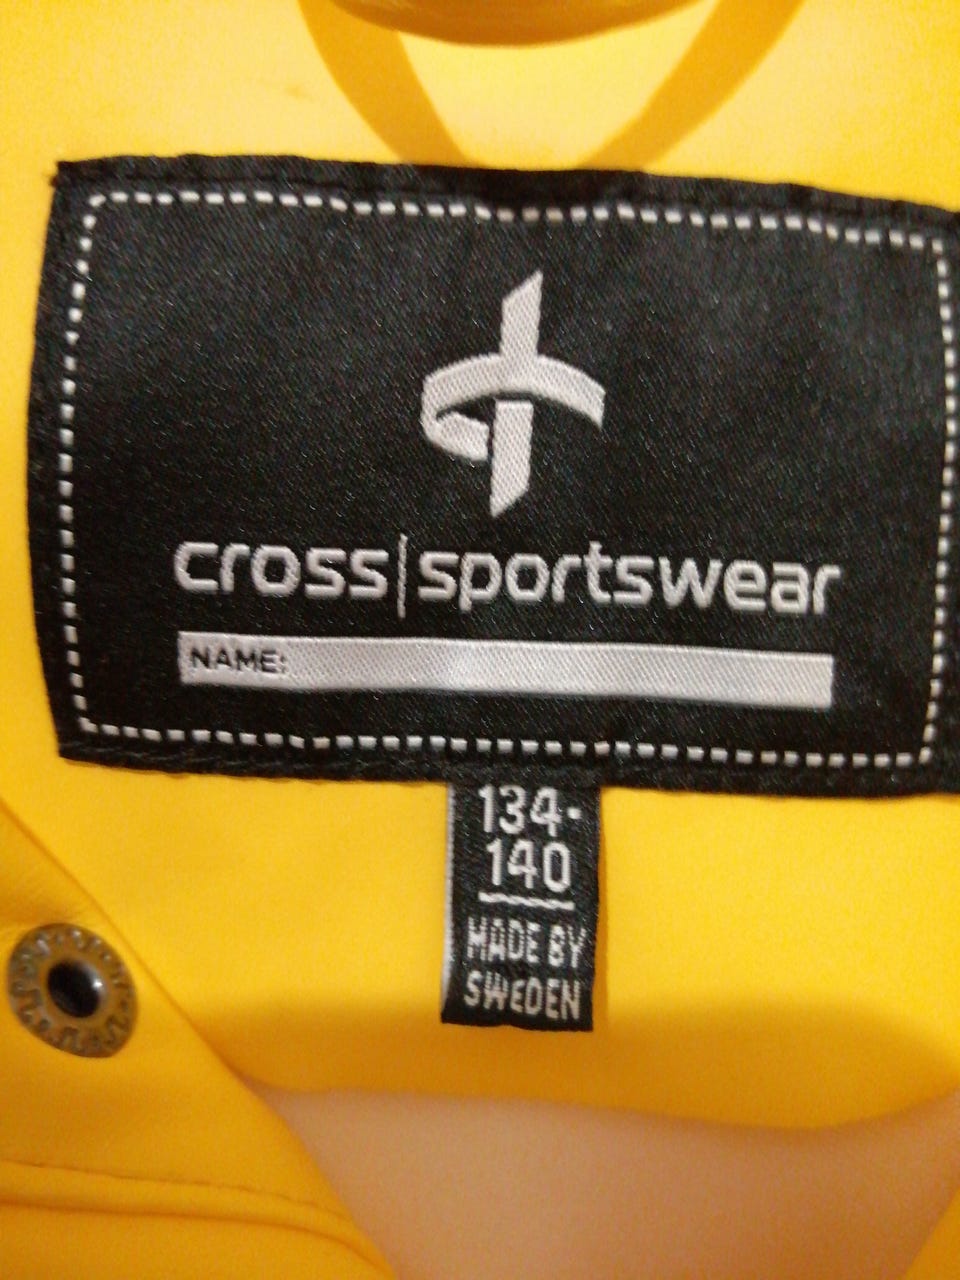 cross|sportswear
NAME:
134-
140
MADE BY
SWEDEN